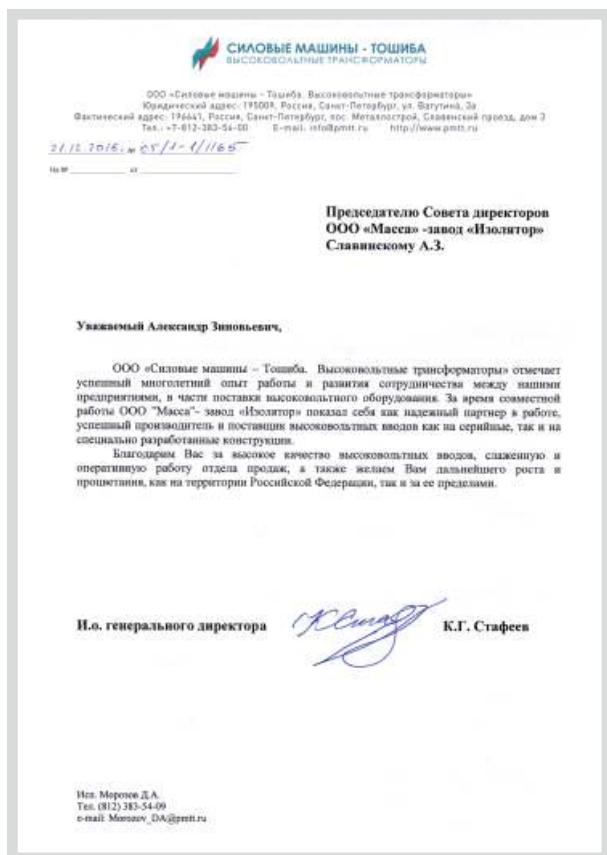 СИЛОВЫЕ МАШИНЫ - ТОШИБА
ВЫСОКОВОЛЬТНЫЕ ТРАНСФОРМАТОРЫ
ООО «Силовые машины – Тошиба. Высоковольтные трансформаторы»
Юридический адрес: 195009, Россия, Санкт-Петербург, ул. Ватутина, 3а
Фактический адрес: 196641, Россия, Санкт-Петербург, пос. Металлострой, Славянский проезд, дом 3
Тел.: +7-812-383-54-00 E-mail: info@pmtt.ru http://www.pmtt.ru
21.12.2016. № 05/1-1/1165
На № от
Председателю Совета директоров
ООО «Масса» -завод «Изолятор»
Славинскому А.З.
Уважаемый Александр Зиновьевич,
ООО «Силовые машины – Тошиба. Высоковольтные трансформаторы» отмечает
успешный многолетний опыт работы и развития сотрудничества между нашими
предприятиями, в части поставки высоковольтного оборудования. За время совместной
работы ООО "Масса"- завод «Изолятор» показал себя как надежный партнер в работе,
успешный производитель и поставщик высоковольтных вводов как на серийные, так и на
специально разработанные конструкции.
Благодарим Вас за высокое качество высоковольтных вводов, слаженную и
оперативную работу отдела продаж, а также желаем Вам дальнейшего роста и
процветания, как на территории Российской Федерации, так и за ее пределами.
И.о. генерального директора К.Г. Стафеев
Исп. Морозов Д.А.
Тел. (812) 383-54-09
e-mail: Morozov_DA@pmtt.ru